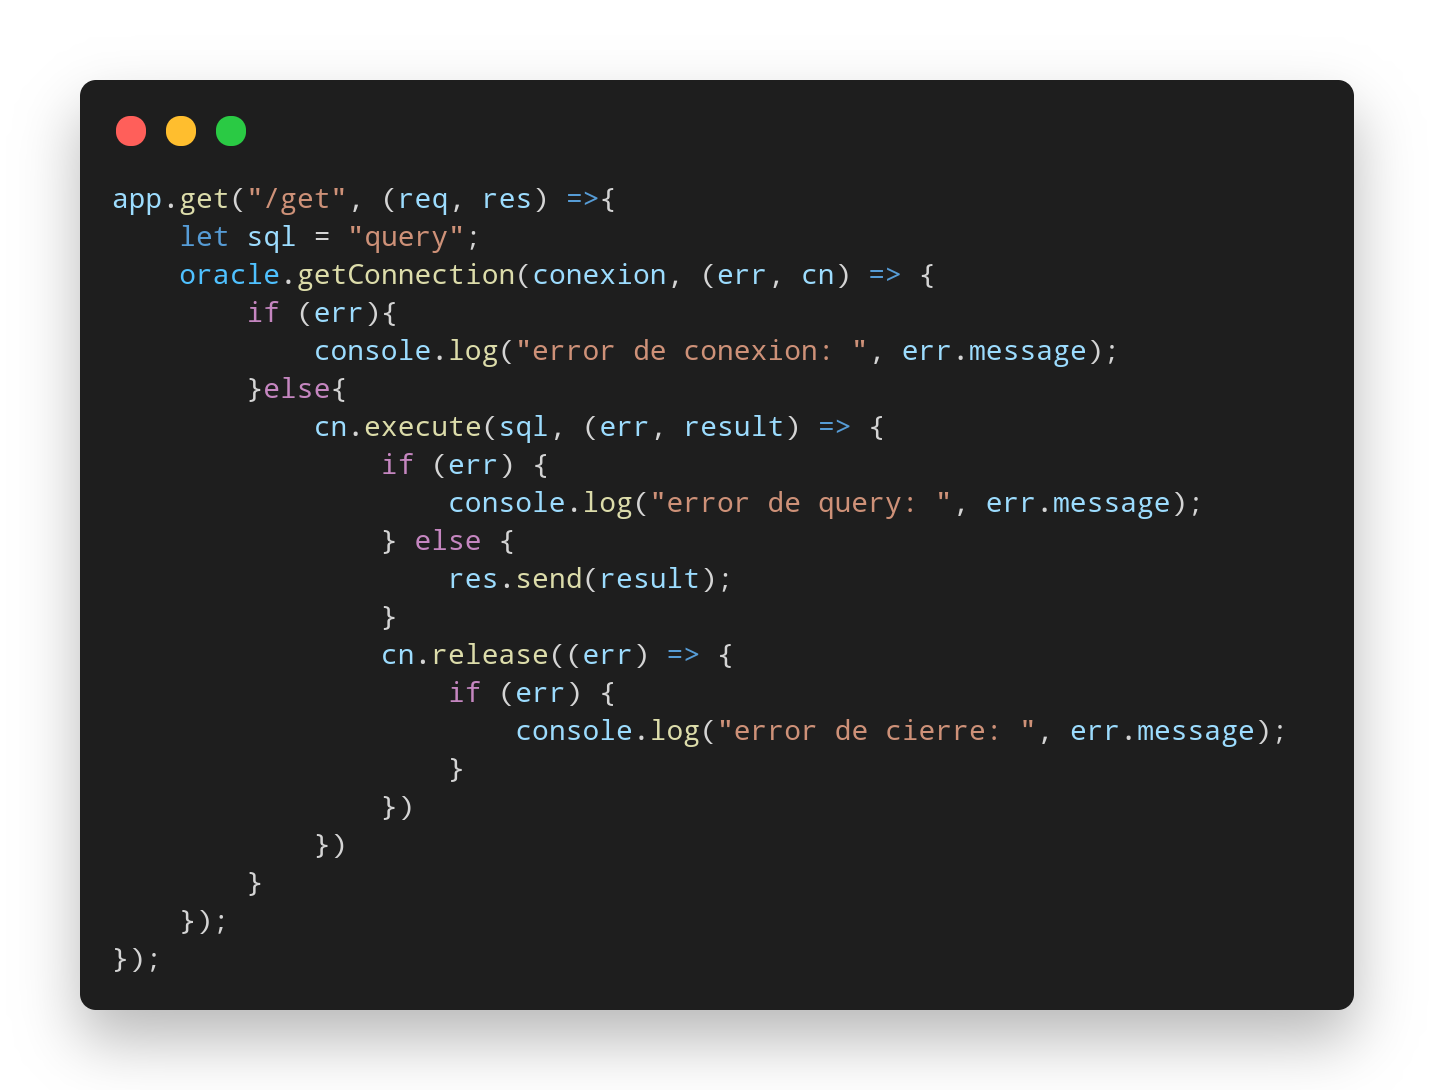 app.get("/get", (req, res) =>{
    let sql = "query";
    oracle.getConnection(conexion, (err, cn) => {
        if (err){
            console.log("error de conexion: ", err.message);
        }else{
            cn.execute(sql, (err, result) => {
                if (err) {
                    console.log("error de query: ", err.message);
                } else {
                    res.send(result);
                }
                cn.release((err) => {
                    if (err) {
                        console.log("error de cierre: ", err.message);
                    }
                })
            })
        }
    });
});